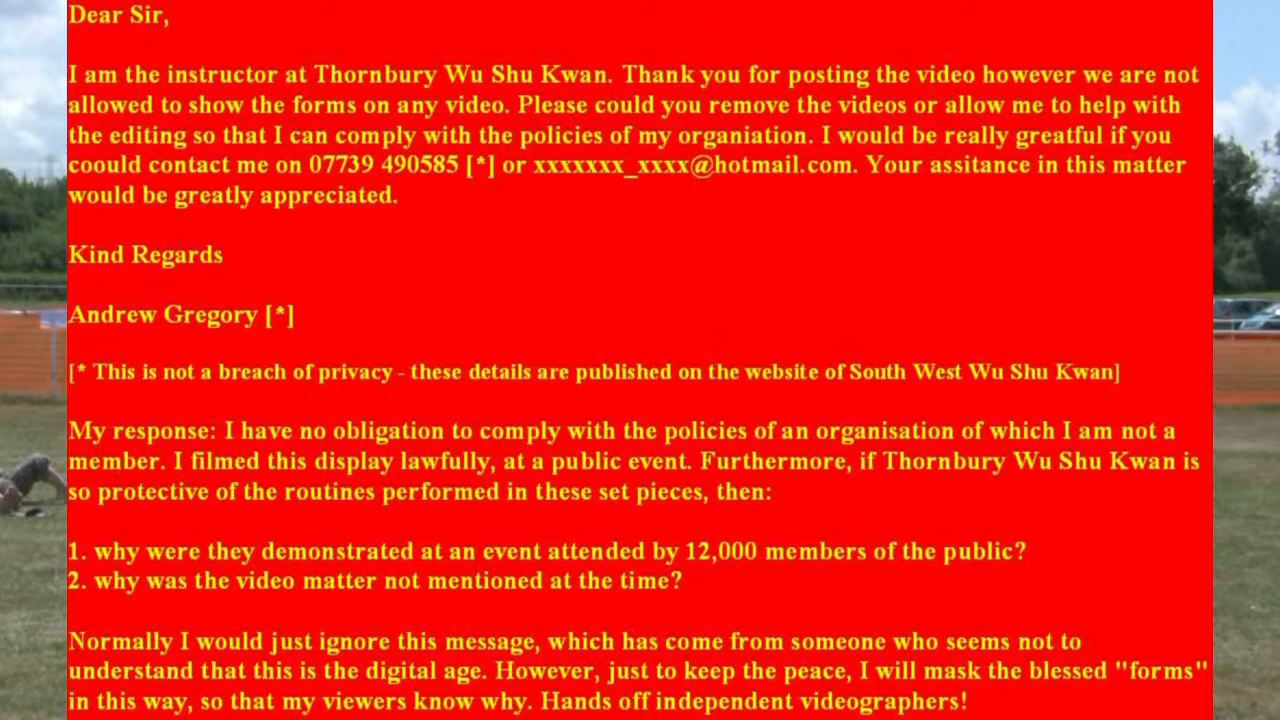 Dear Sir,
I am the instructor at Thornbury Wu Shu Kwan. Thank you for posting the video however we are not
allowed to show the forms on any video. Please could you remove the videos or allow me to help with
the editing so that I can comply with the policies of my organiation. I would be really greatful if you
coould contact me on 07739 490585 [*] or xxxxxxx_xxxx@hotmail.com. Your assitance in this matter
would be greatly appreciated.
Kind Regards
Andrew Gregory [*]
[* This is not a breach of privacy - these details are published on the website of South West Wu Shu Kwan]
My response: I have no obligation to comply with the policies of an organisation of which I am not a
member. I filmed this display lawfully, at a public event. Furthermore, if Thornbury Wu Shu Kwan is
so protective of the routines performed in these set pieces, then:
1. why were they demonstrated at an event attended by 12,000 members of the public?
2. why was the video matter not mentioned at the time?
Normally I would just ignore this message, which has come from someone who seems not to
understand that this is the digital age. However, just to keep the peace, I will mask the blessed "forms"
in this way, so that my viewers know why. Hands off independent videographers!